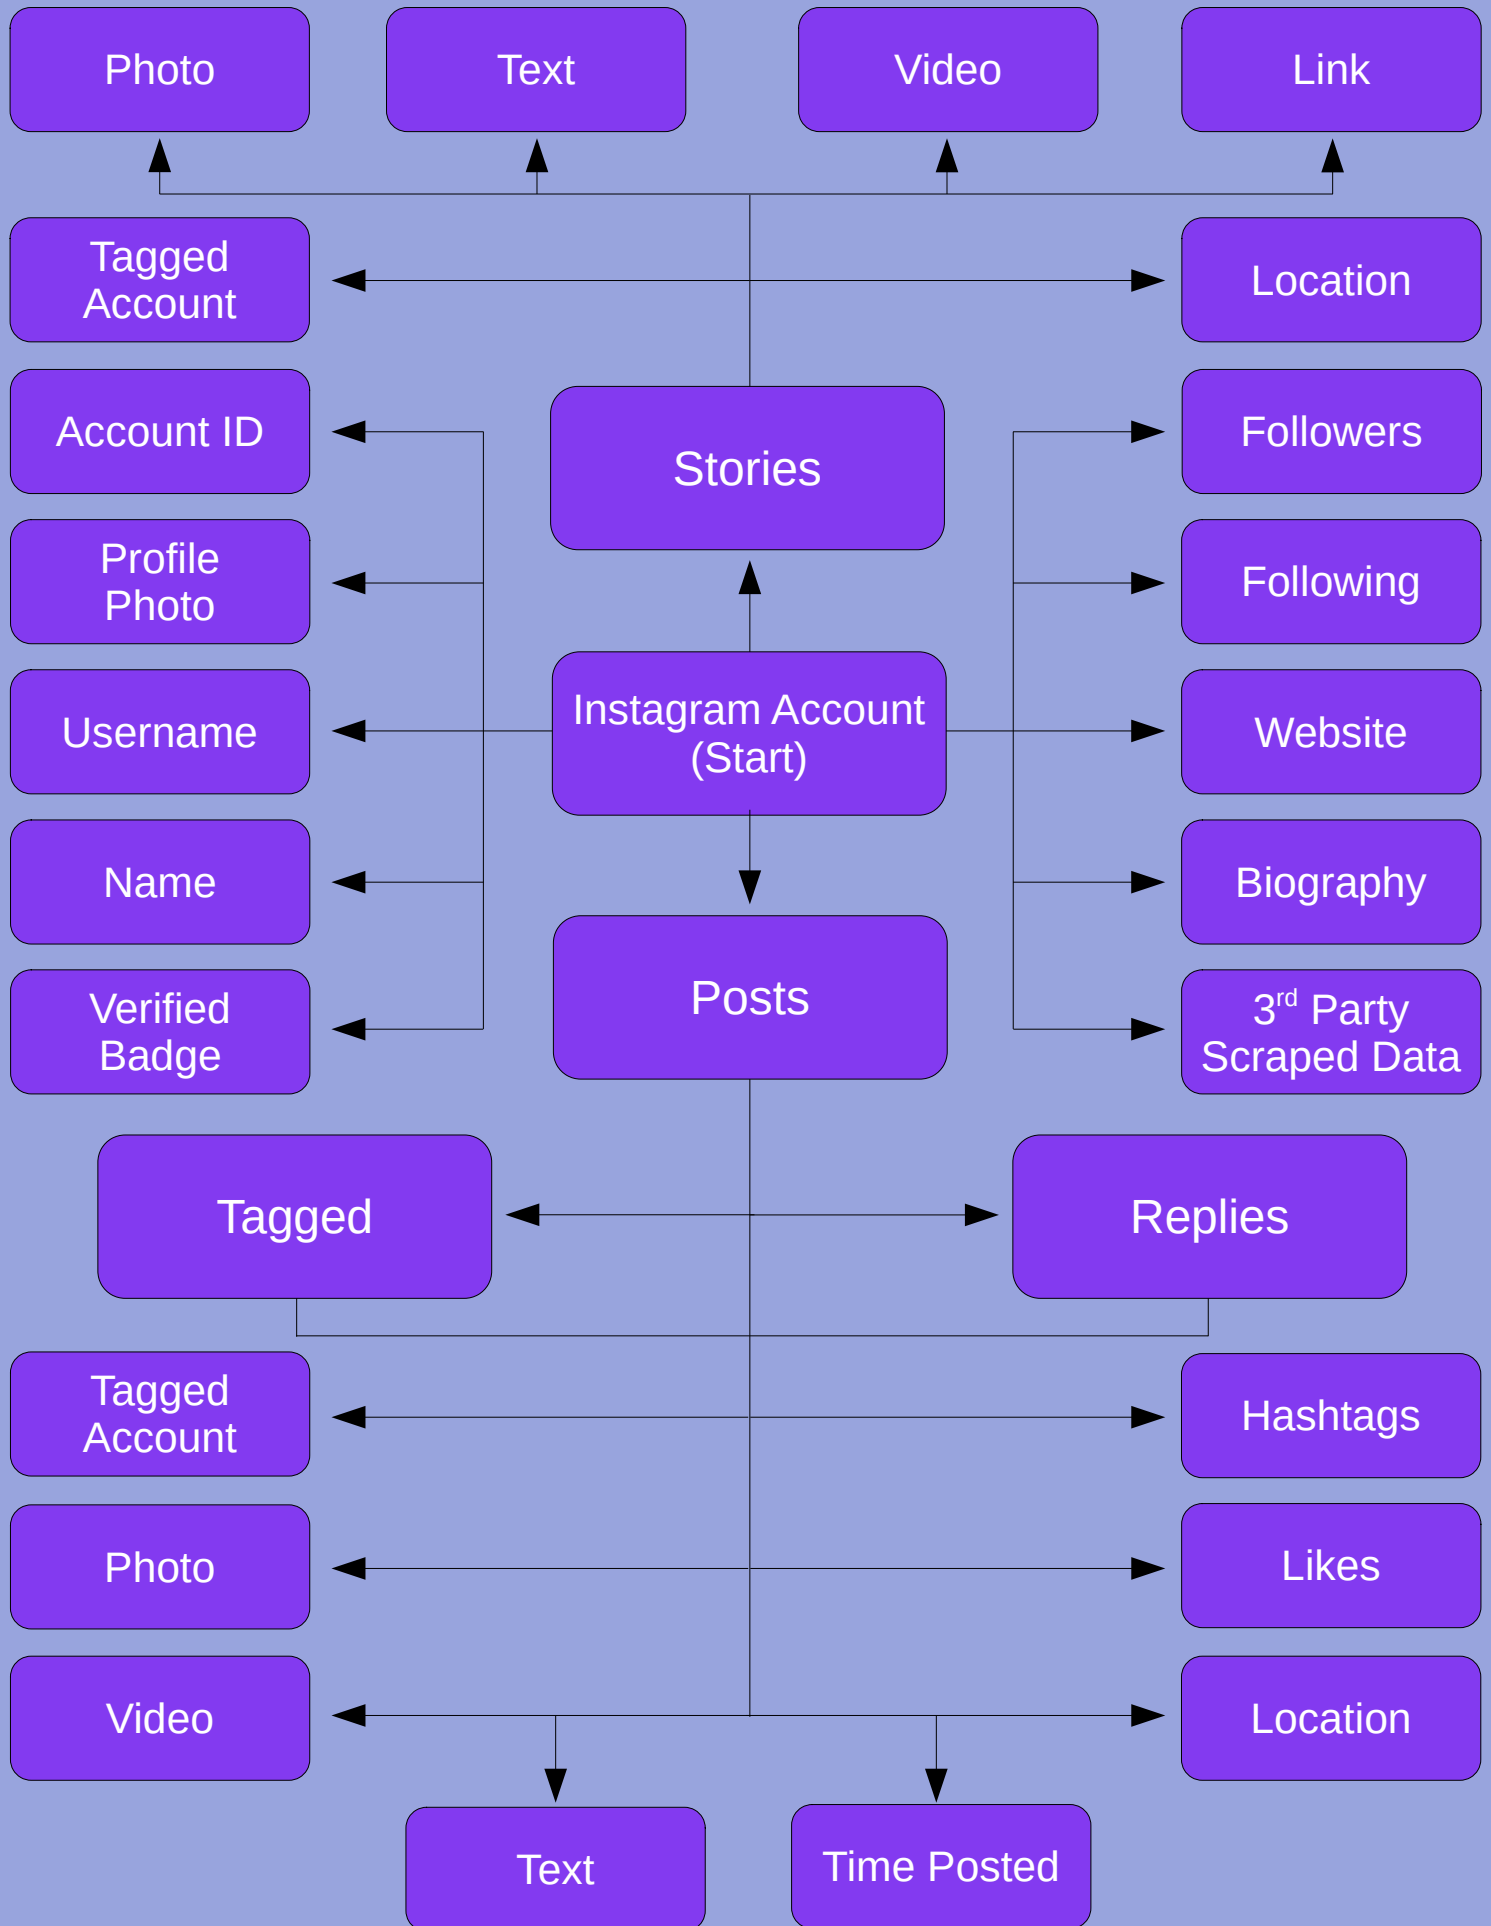 Photo
Text
Video
Link
Tagged
Account
Location
Account ID
Stories
Followers
Profile
Photo
Following
Username
Instagram Account
(Start)
Website
Name
Biography
Verified
Badge
Posts
3rd Party
Scraped Data
Tagged
Replies
Tagged
Account
Hashtags
Photo
Likes
Video
Location
Text
Time Posted